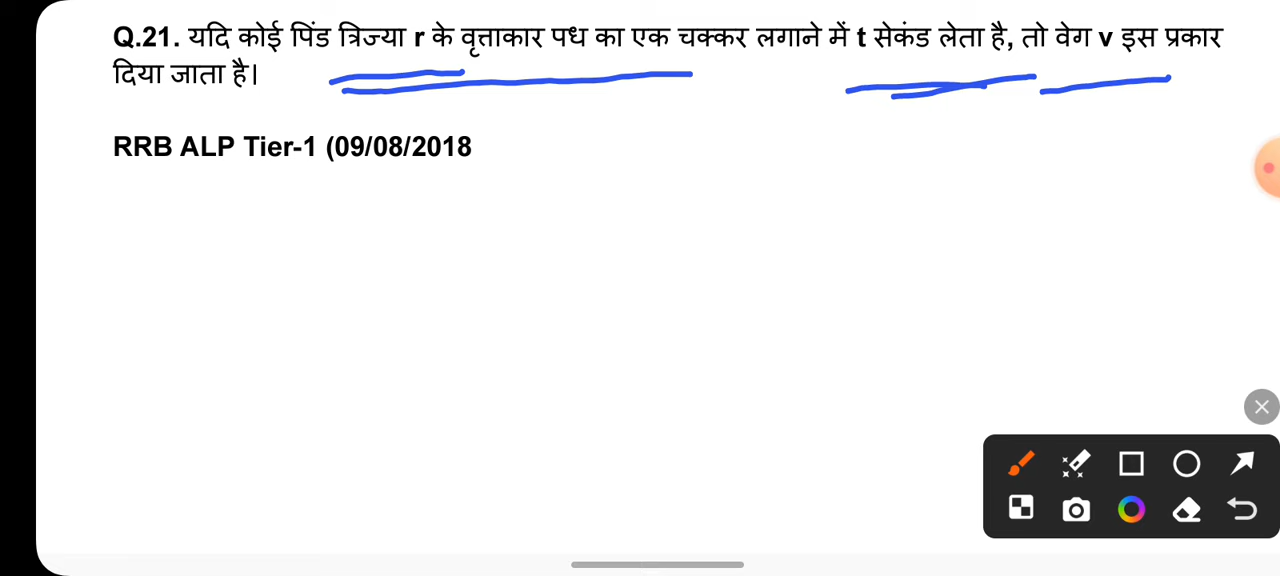 Q.21. यदि कोई पिंड त्रिज्या r के वृत्ताकार पथ का एक चक्कर लगाने में t सेकंड लेता है, तो वेग v इस प्रकार
दिया जाता है।
RRB ALP Tier-1 (09/08/2018